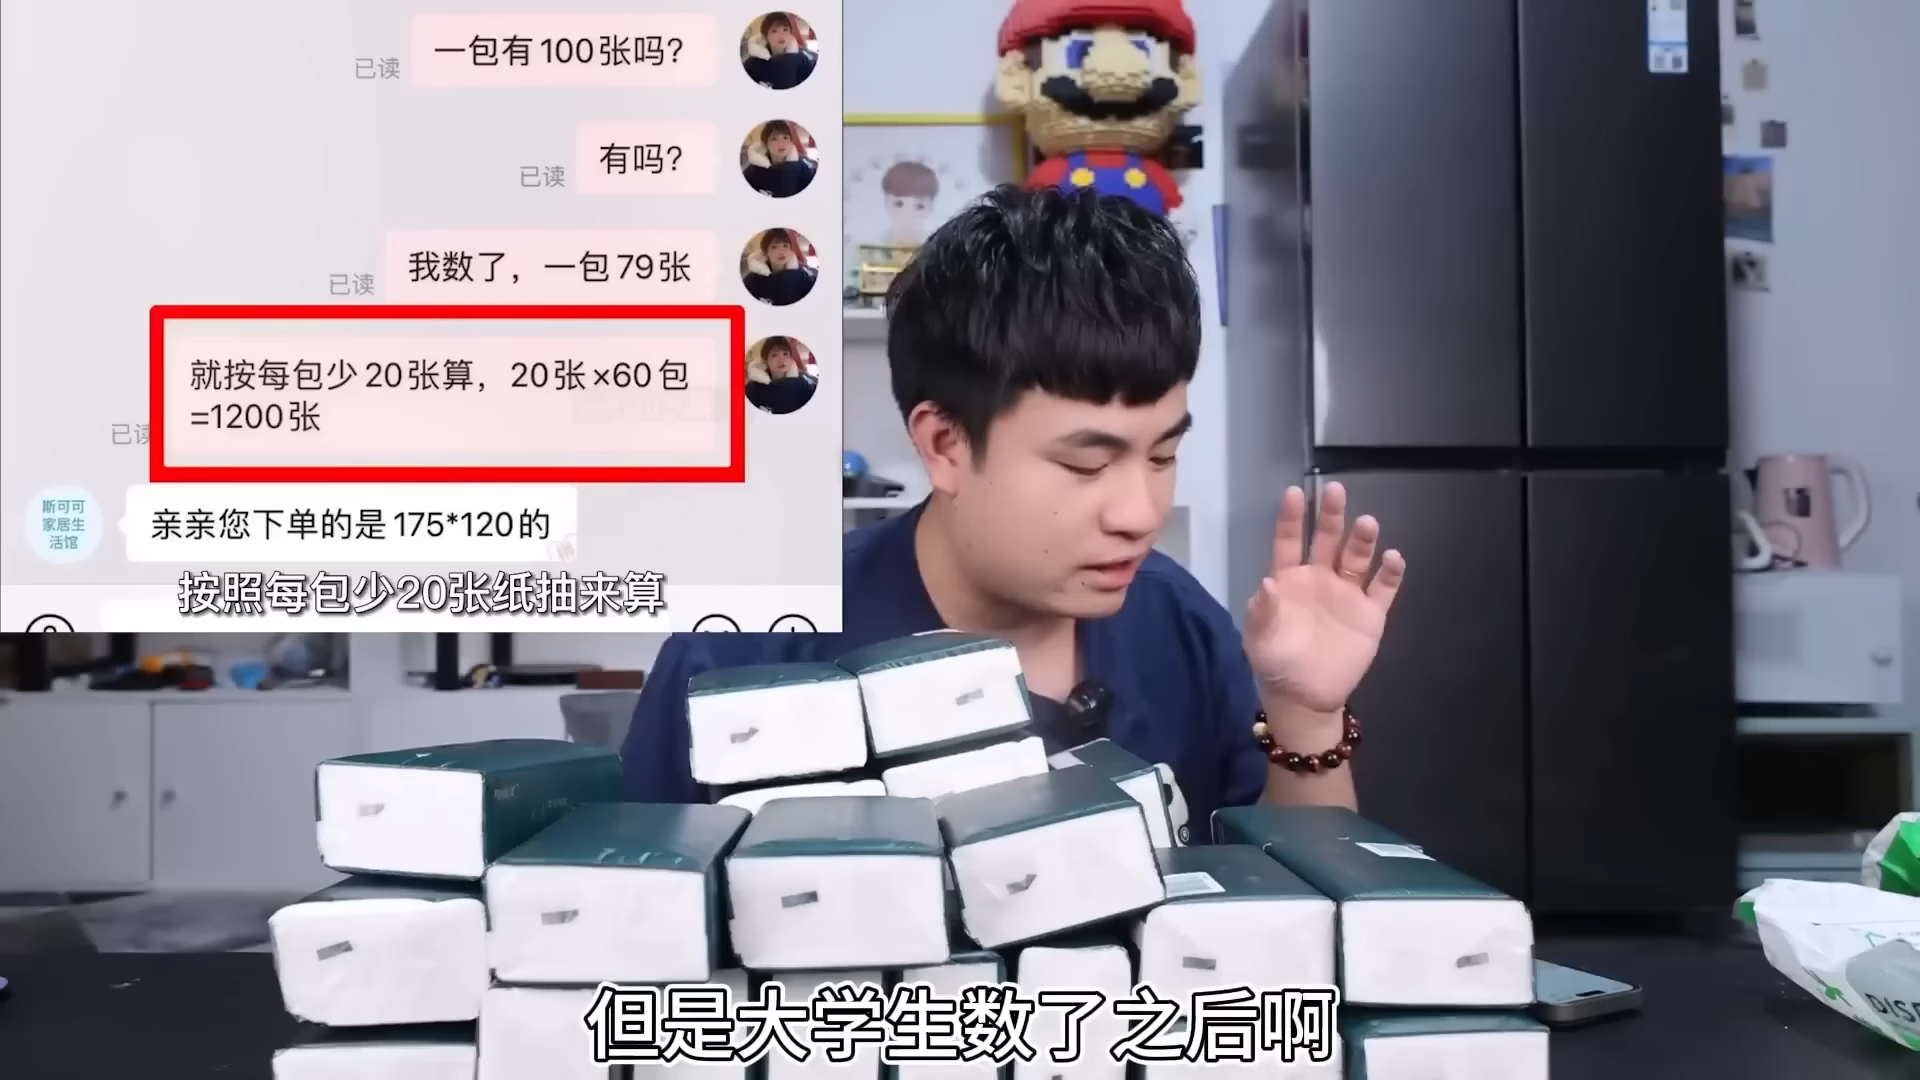 一包有100张吗?
已读
有吗?
已读
我数了，一包79张
已读
就按每包少20张算，20张×60包
=1200张
已读
斯可可
家居生
活馆
亲亲您下单的是175*120的
按照每包少20张纸抽来算
但是大学生数了之后啊